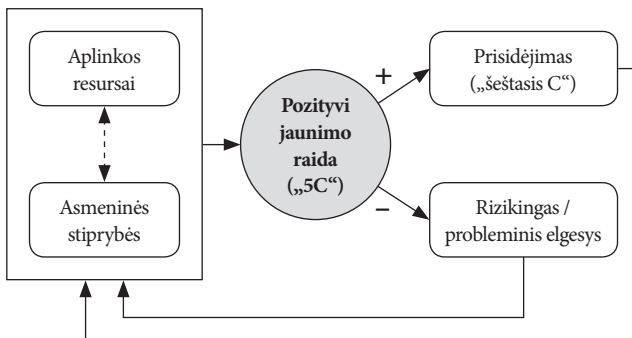 Aplinkos
resursai
Asmeninės
stiprybės
Pozityvi
jaunimo
raida
(„5C“)
+
–
Prisidėjimas
(„šeštasis C“)
Rizikingas /
probleminis elgesys